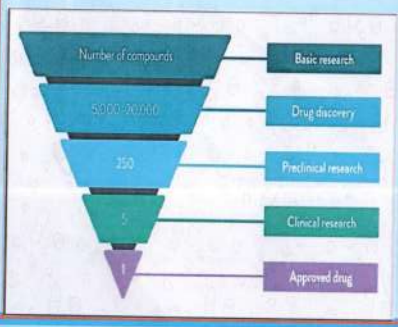 Number of compounds
Basic research
5,000-20,000
Drug discovery
250
Preclinical research
5
Clinical research
1
Approved drug